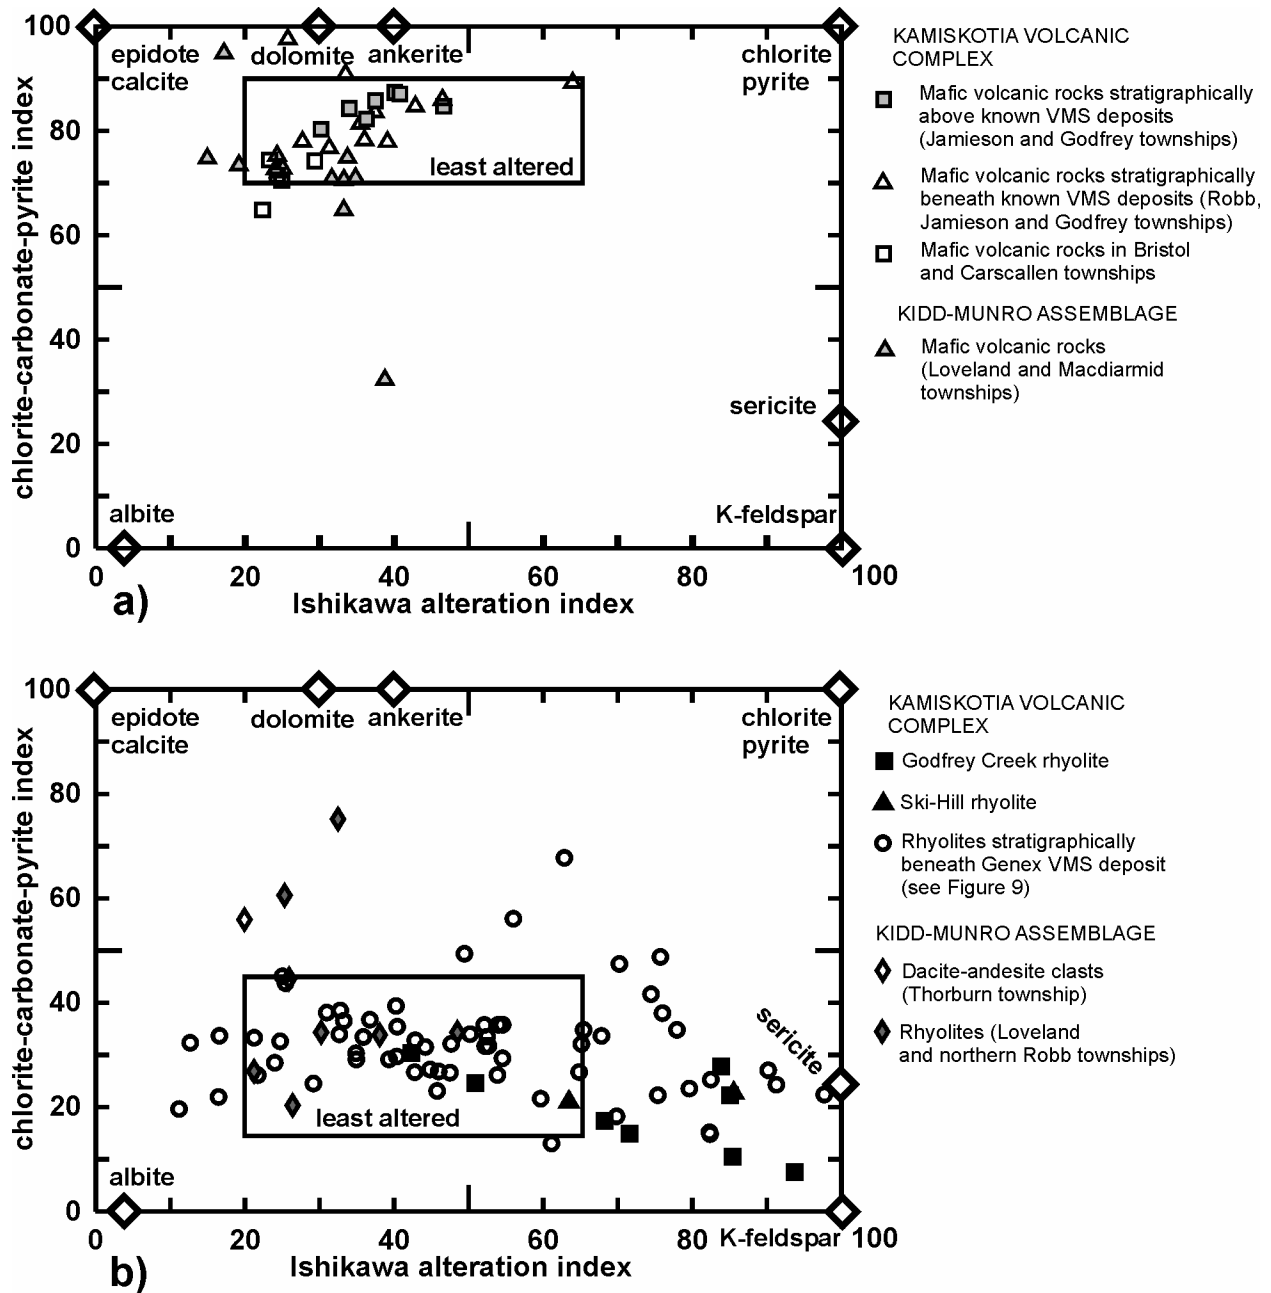 100
80
60
40
20
0
chlorite-carbonate-pyrite index
epidote
calcite
dolomite
ankerite
chlorite
pyrite
least altered
sericite
albite
K-feldspar
0
20
40
60
80
100
Ishikawa alteration index
a)
KAMISKOTIA VOLCANIC
COMPLEX
Mafic volcanic rocks stratigraphically
above known VMS deposits
(Jamieson and Godfrey townships)
Mafic volcanic rocks stratigraphically
beneath known VMS deposits (Robb,
Jamieson and Godfrey townships)
Mafic volcanic rocks in Bristol
and Carscallen townships
KIDD-MUNRO ASSEMBLAGE
Mafic volcanic rocks
(Loveland and Macdiarmid
townships)
100
80
60
40
20
0
chlorite-carbonate-pyrite index
epidote
calcite
dolomite
ankerite
chlorite
pyrite
sericite
least altered
albite
K-feldspar
0
20
40
60
80
100
Ishikawa alteration index
b)
KAMISKOTIA VOLCANIC
COMPLEX
Godfrey Creek rhyolite
Ski-Hill rhyolite
Rhyolites stratigraphically
beneath Genex VMS deposit
(see Figure 9)
KIDD-MUNRO ASSEMBLAGE
Dacite-andesite clasts
(Thorburn township)
Rhyolites (Loveland
and northern Robb townships)